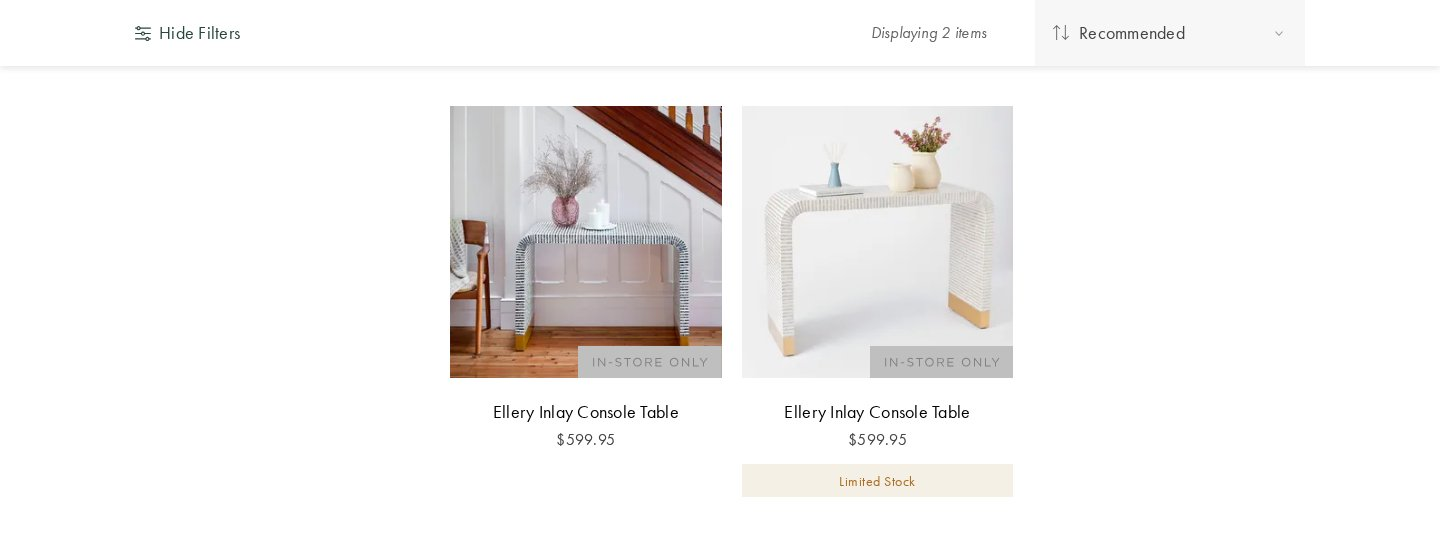 Hide Filters
Displaying 2 items
Recommended
IN-STORE ONLY
IN-STORE ONLY
Ellery Inlay Console Table
$599.95
Ellery Inlay Console Table
$599.95
Limited Stock